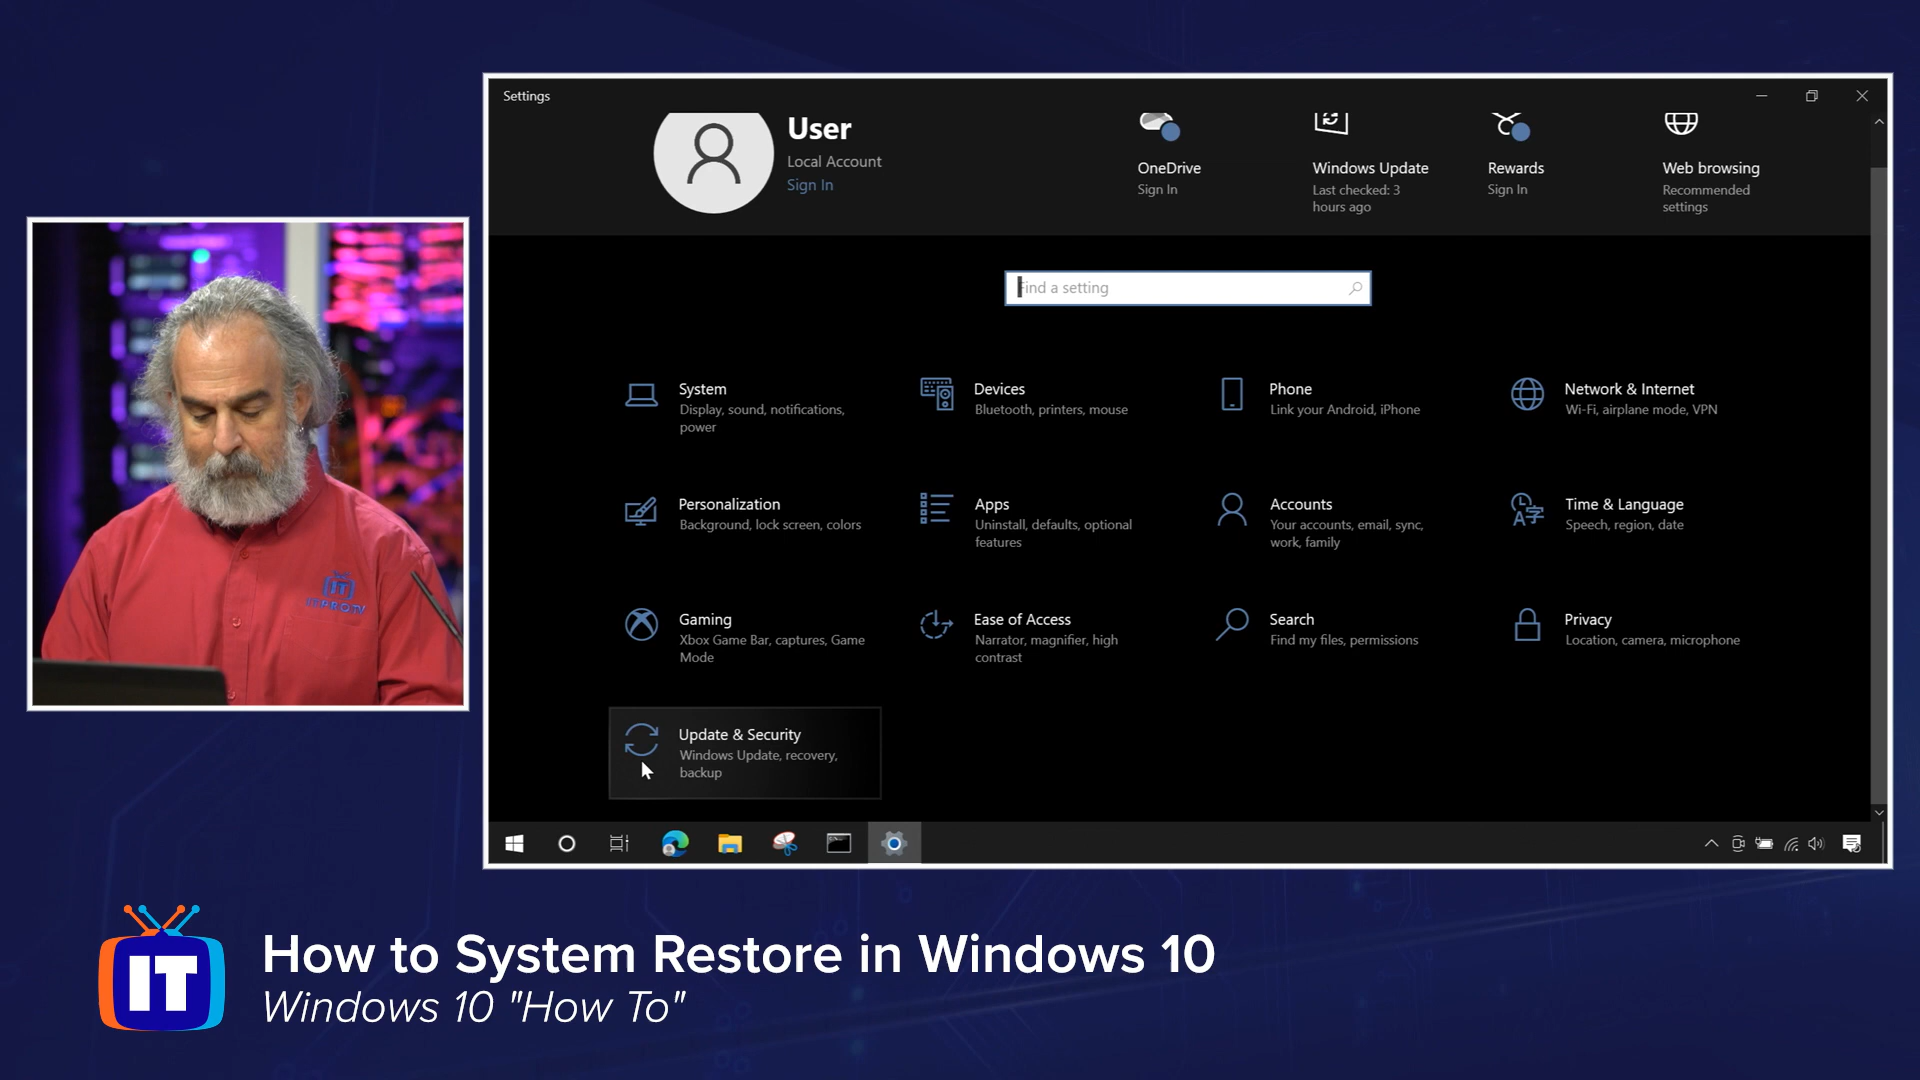 Settings
User
Local Account
Sign In
OneDrive
Sign In
Windows Update
Last checked: 3
hours ago
Rewards
Sign In
Web browsing
Recommended
settings
Find a setting
System
Display, sound, notifications,
power
Devices
Bluetooth, printers, mouse
Phone
Link your Android, iPhone
Network & Internet
Wi-Fi, airplane mode, VPN
Personalization
Background, lock screen, colors
Apps
Uninstall, defaults, optional
features
Accounts
Your accounts, email, sync,
work, family
Time & Language
Speech, region, date
Gaming
Xbox Game Bar, captures, Game
Mode
Ease of Access
Narrator, magnifier, high
contrast
Search
Find my files, permissions
Privacy
Location, camera, microphone
Update & Security
Windows Update, recovery,
backup
IT
ITPROTV
IT
How to System Restore in Windows 10
Windows 10 "How To"